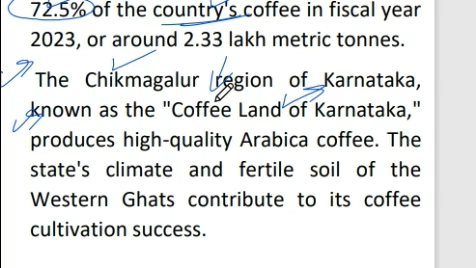 72.5% of the country's coffee in fiscal year
2023, or around 2.33 lakh metric tonnes.
The Chikmagalur region of Karnataka,
known as the "Coffee Land of Karnataka,"
produces high-quality Arabica coffee. The
state's climate and fertile soil of the
Western Ghats contribute to its coffee
cultivation success.